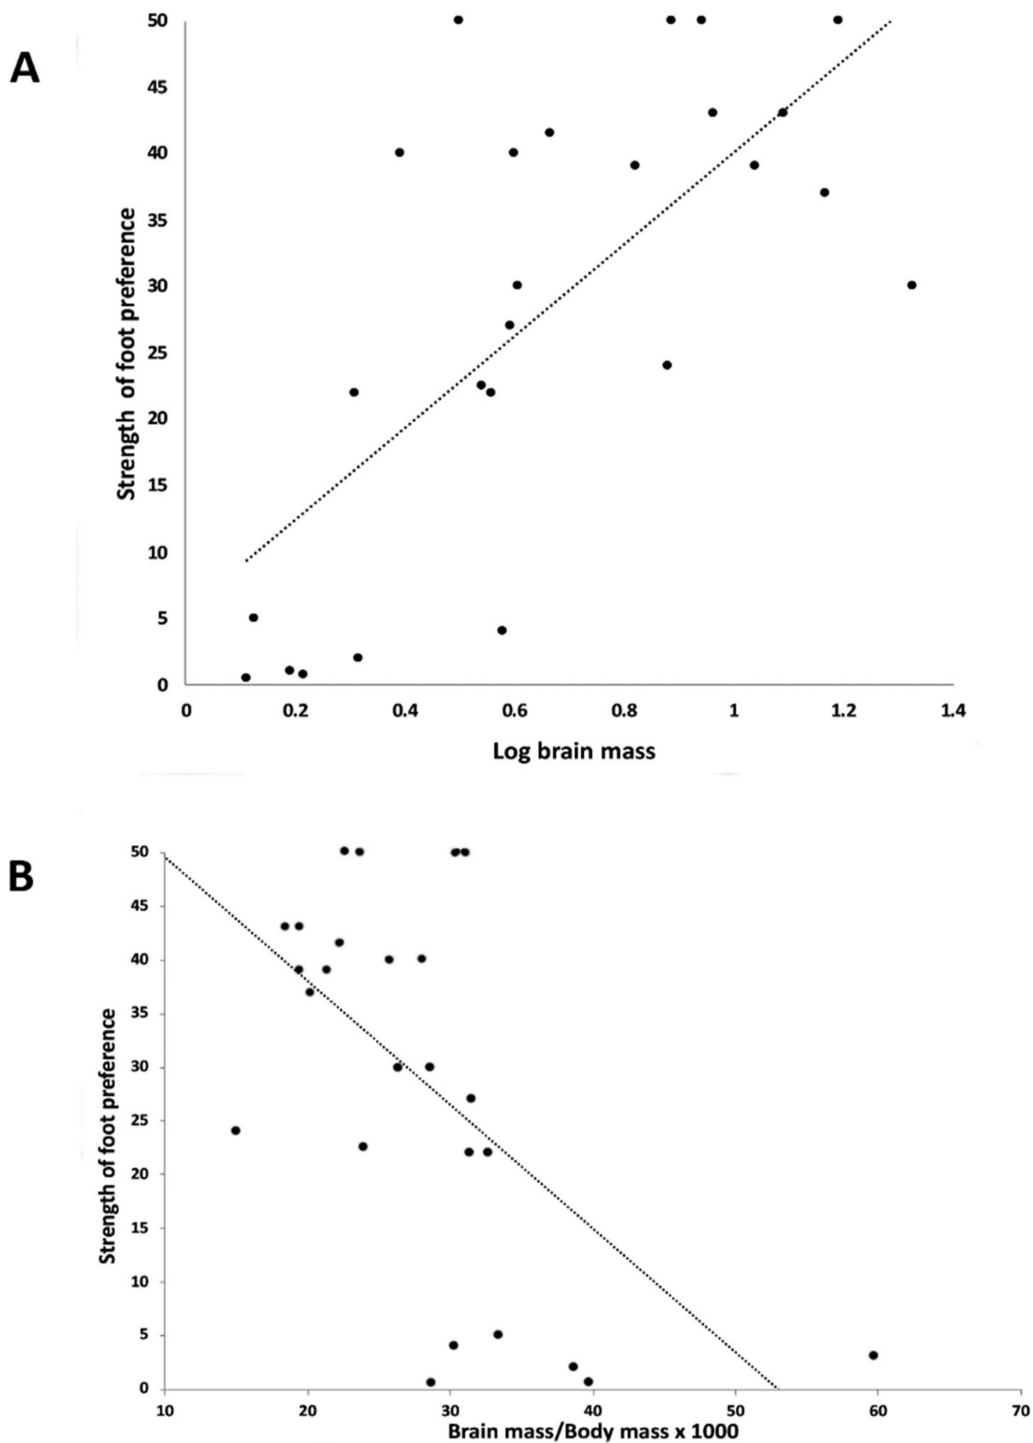 A
50
45
40
35
30
25
20
15
10
5
0
Strength of foot preference
0 0.2 0.4 0.6 0.8 1 1.2 1.4
Log brain mass
B
50
45
40
35
30
25
20
15
10
5
0
Strength of foot preference
10 20 30 40 50 60 70
Brain mass/Body mass x 1000